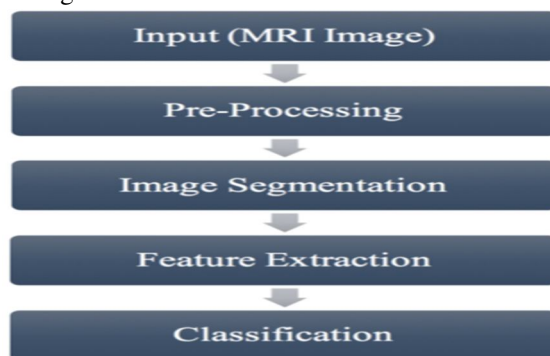 Input (MRI Image)
Pre-Processing
Image Segmentation
Feature Extraction
Classification